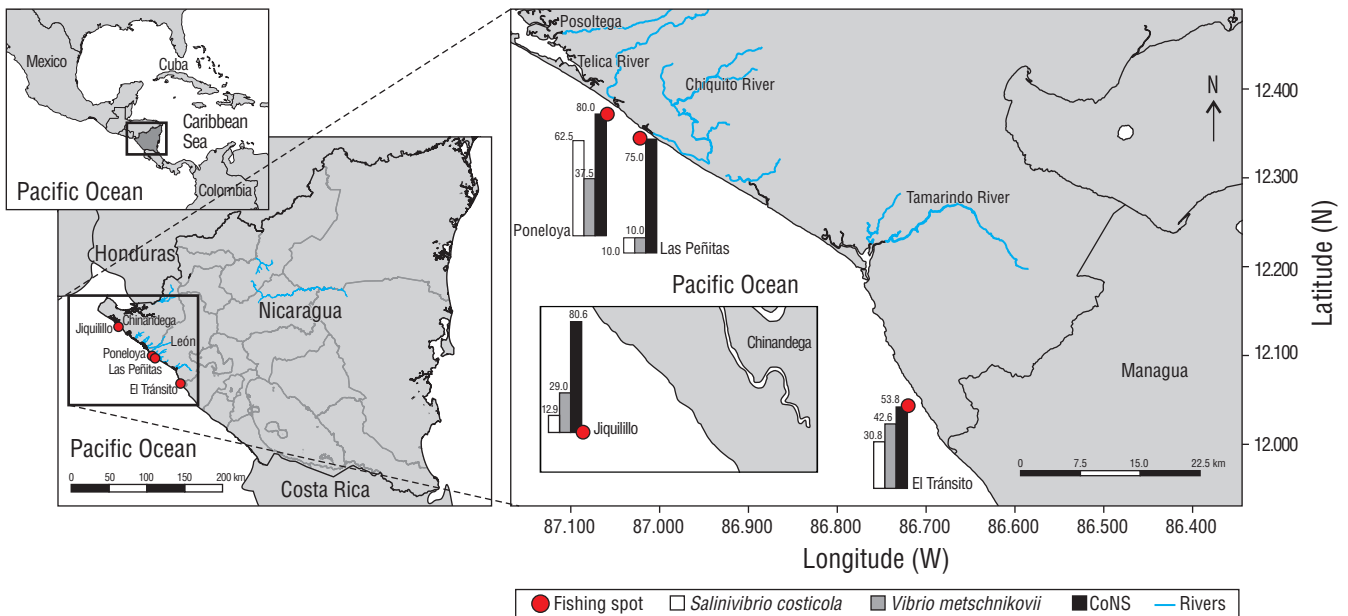 Mexico
Cuba
Caribbean
Sea
Pacific Ocean
Colombia
Honduras
Nicaragua
Chinandega
Jiquilillo
León
Poneloya
Las Peñitas
El Tránsito
Pacific Ocean
0 50 100 150 200 km
Costa Rica
Posoltega
Telica River
Chiquito River
N
80.0
62.5
37.5
75.0
10.0
10.0
Poneloya
Las Peñitas
Tamarindo River
Pacific Ocean
80.6
29.0
12.9
Jiquilillo
Chinandega
Managua
53.8
42.6
30.8
El Tránsito
0 7.5 15.0 22.5 km
12.400
12.300
12.200
12.100
12.000
Latitude (N)
87.100 87.000 86.900 86.800 86.700 86.600 86.500 86.400
Longitude (W)
Fishing spot Salinivibrio costicola Vibrio metschnikovii CoNS Rivers